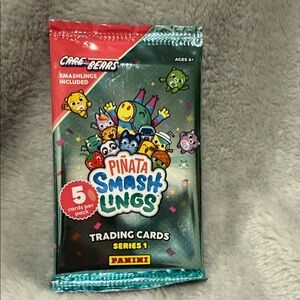 CARE BEARS
SMASHLINGS
INCLUDED
AGES 6+
PIÑATA
SMASH
LINGS
5
cards per
pack
TRADING CARDS
SERIES 1
PANINI